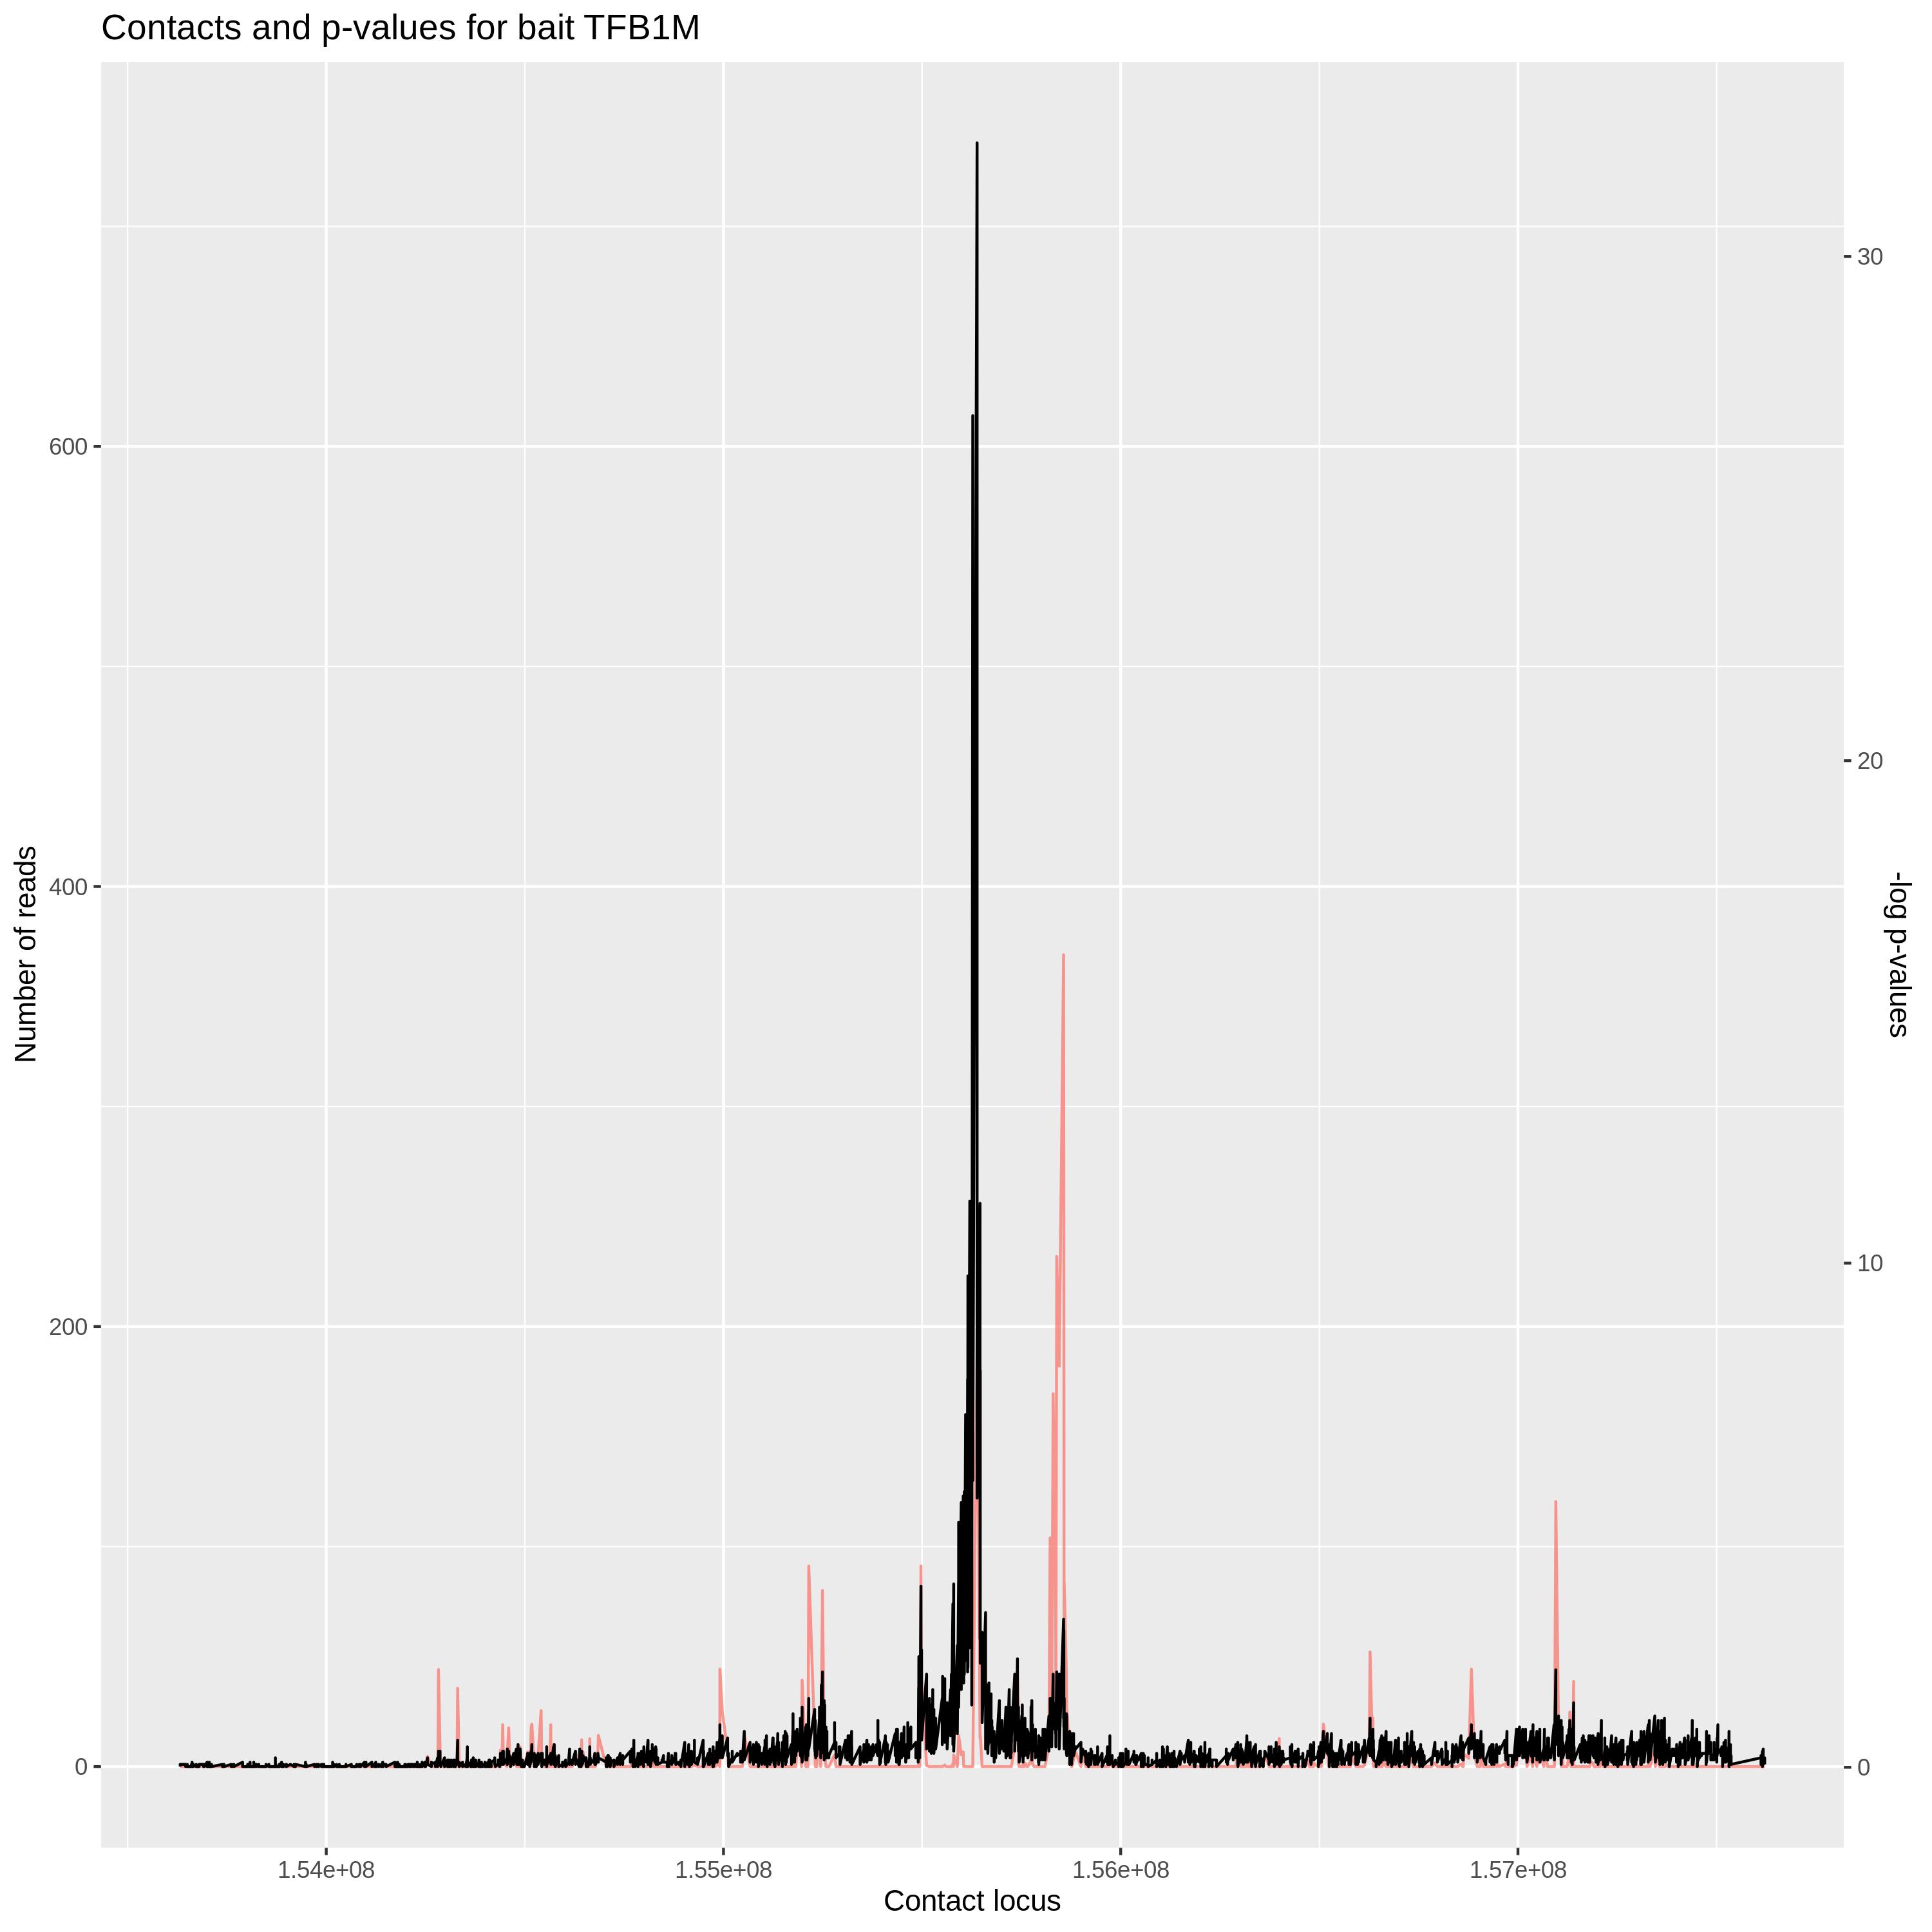 Contacts and p-values for bait TFB1M
Number of reads
600
400
200
0
30
20
10
0
-log p-values
1.54e+08
1.55e+08
1.56e+08
1.57e+08
Contact locus